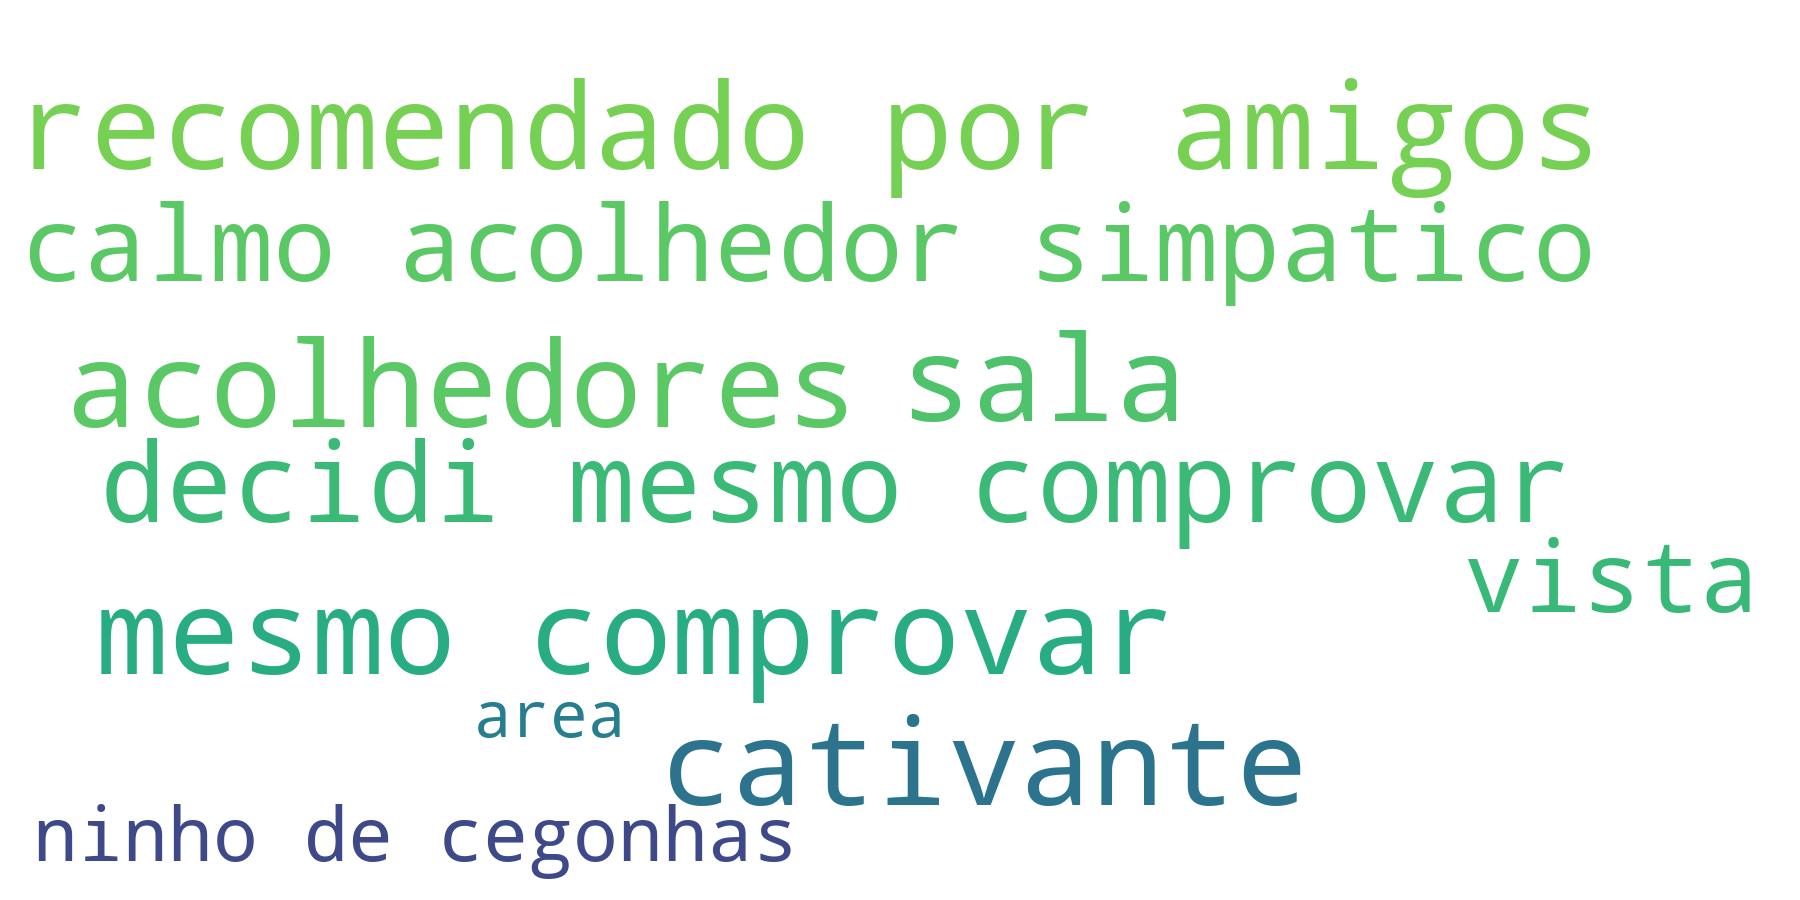 recomendado por amigos
calmo acolhedor simpatico
acolhedores sala
decidi mesmo comprovar
vista
mesmo comprovar
area
cativante
ninho de cegonhas